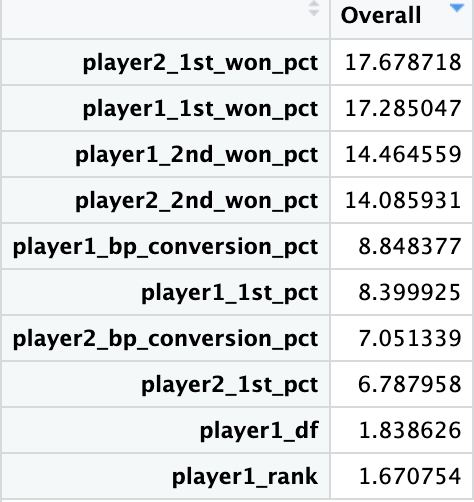 Overall
player2_1st_won_pct 17.678718
player1_1st_won_pct 17.285047
player1_2nd_won_pct 14.464559
player2_2nd_won_pct 14.085931
player1_bp_conversion_pct 8.848377
player1_1st_pct 8.399925
player2_bp_conversion_pct 7.051339
player2_1st_pct 6.787958
player1_df 1.838626
player1_rank 1.670754